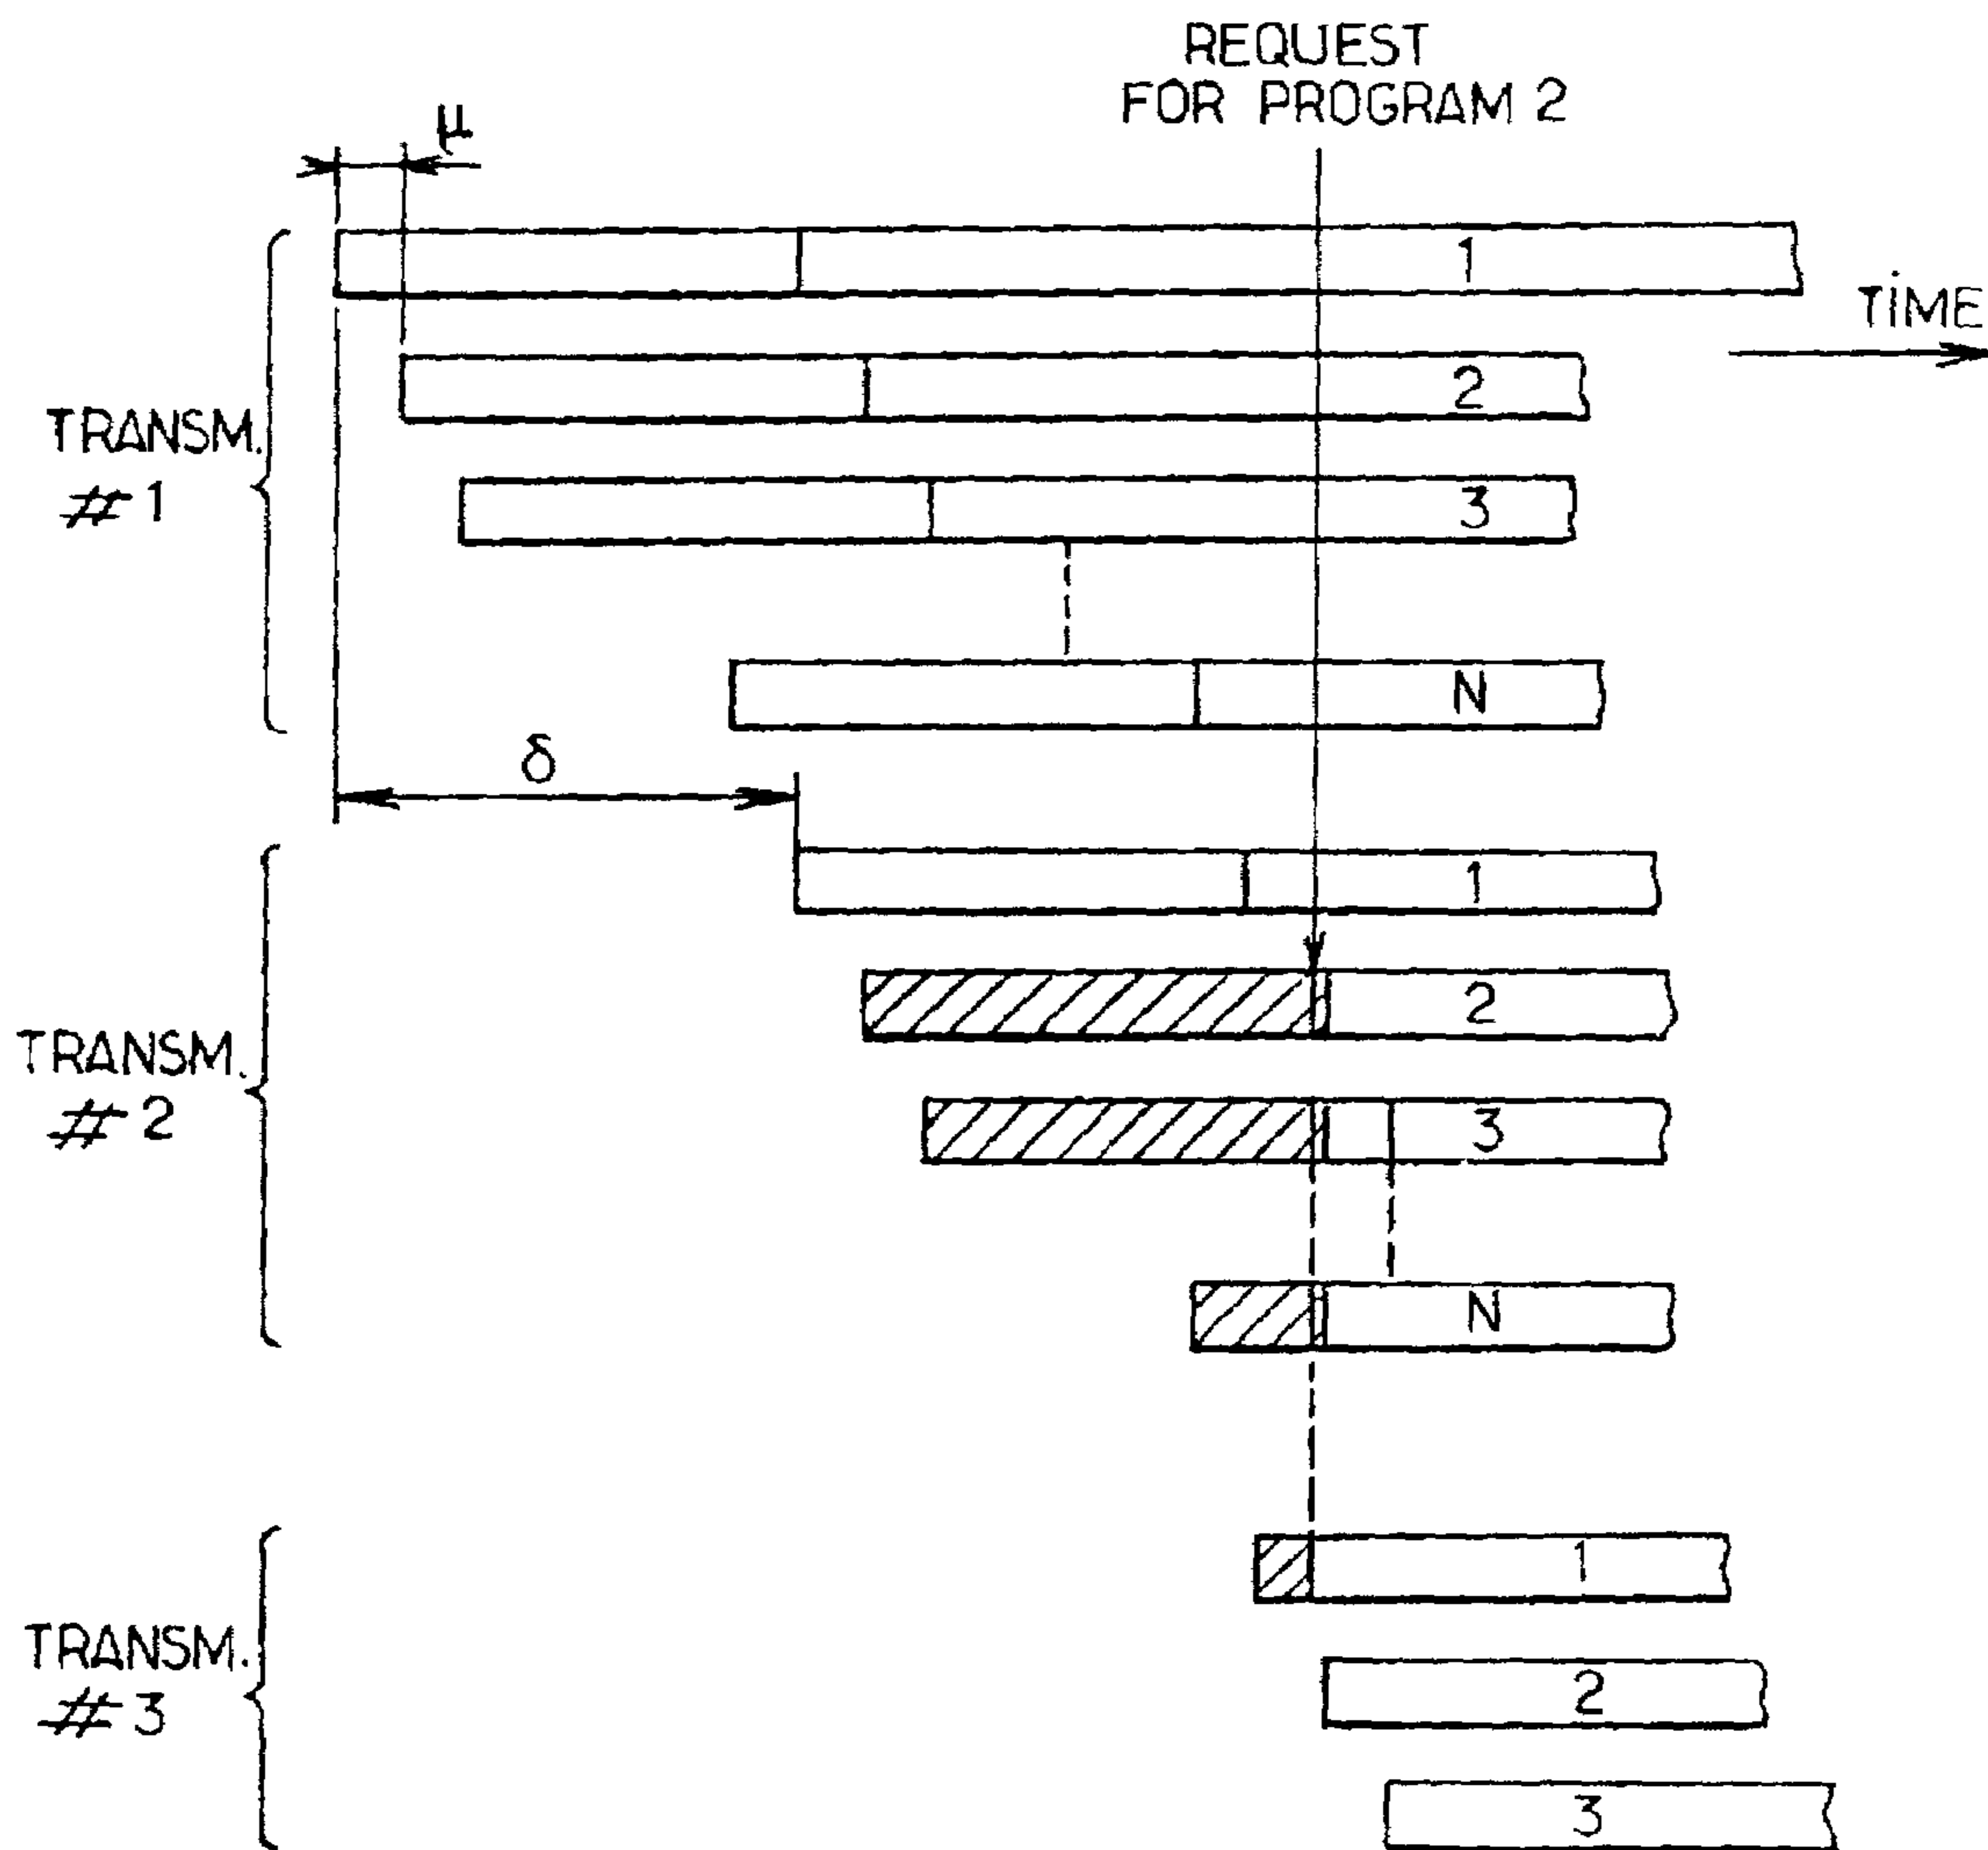 REQUEST
FOR PROGRAM 2
μ
1
TIME
2
TRANSM.
#1
3
N
δ
1
2
TRANSM.
#2
3
N
1
TRANSM.
#3
2
3